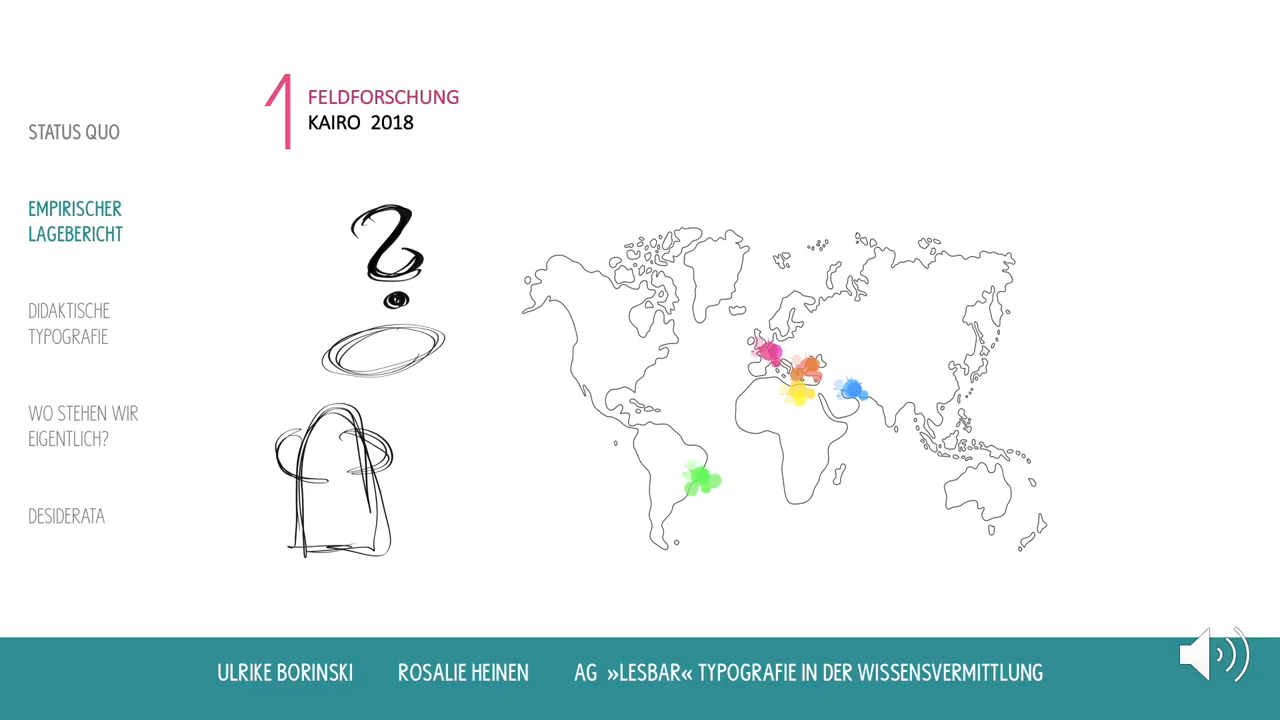 1 FELDFORSCHUNG
KAIRO 2018
STATUS QUO
EMPIRISCHER
LAGEBERICHT
DIDAKTISCHE
TYPOGRAFIE
WO STEHEN WIR
EIGENTLICH?
DESIDERATA
?
ULRIKE BORINSKI ROSALIE HEINEN AG »LESBAR« TYPOGRAFIE IN DER WISSENSVERMITTLUNG